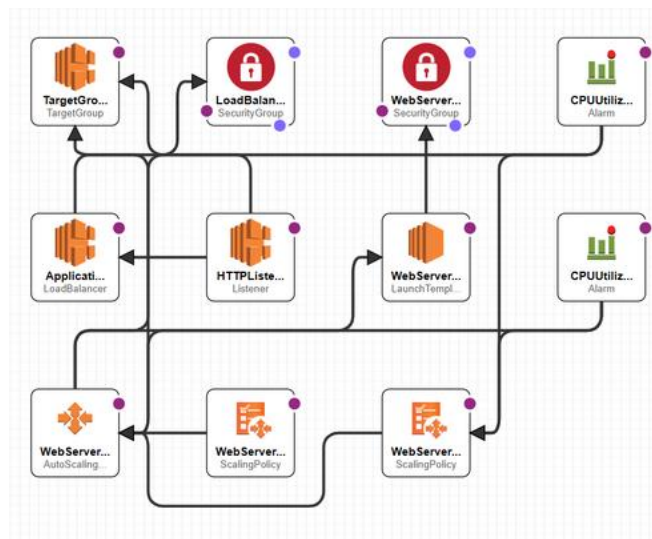 TargetGro...
TargetGroup
LoadBalan...
SecurityGroup
WebServer...
SecurityGroup
CPUUtiliz...
Alarm
Applicati...
LoadBalancer
HTTPListe...
Listener
WebServer...
LaunchTempl...
CPUUtiliz...
Alarm
WebServer...
AutoScaling...
WebServer...
ScalingPolicy
WebServer...
ScalingPolicy